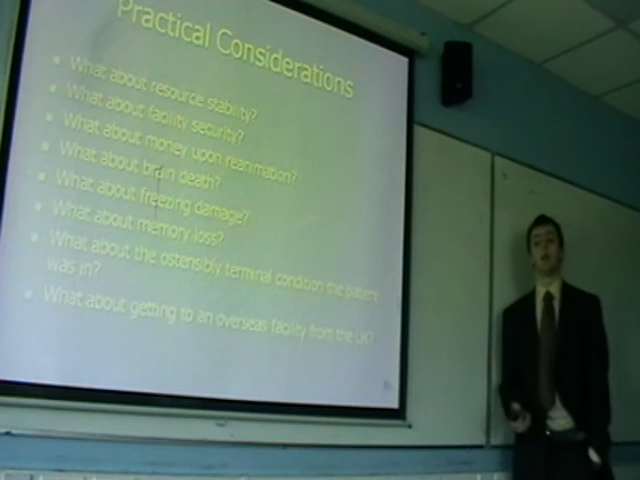 Practical Considerations
What about resource stability?
What about facility security?
What about money upon reanimation?
What about brain death?
What about freezing damage?
What about memory loss?
What about the ostensibly terminal condition the patient
was in?
What about getting to an overseas facility from the UK?